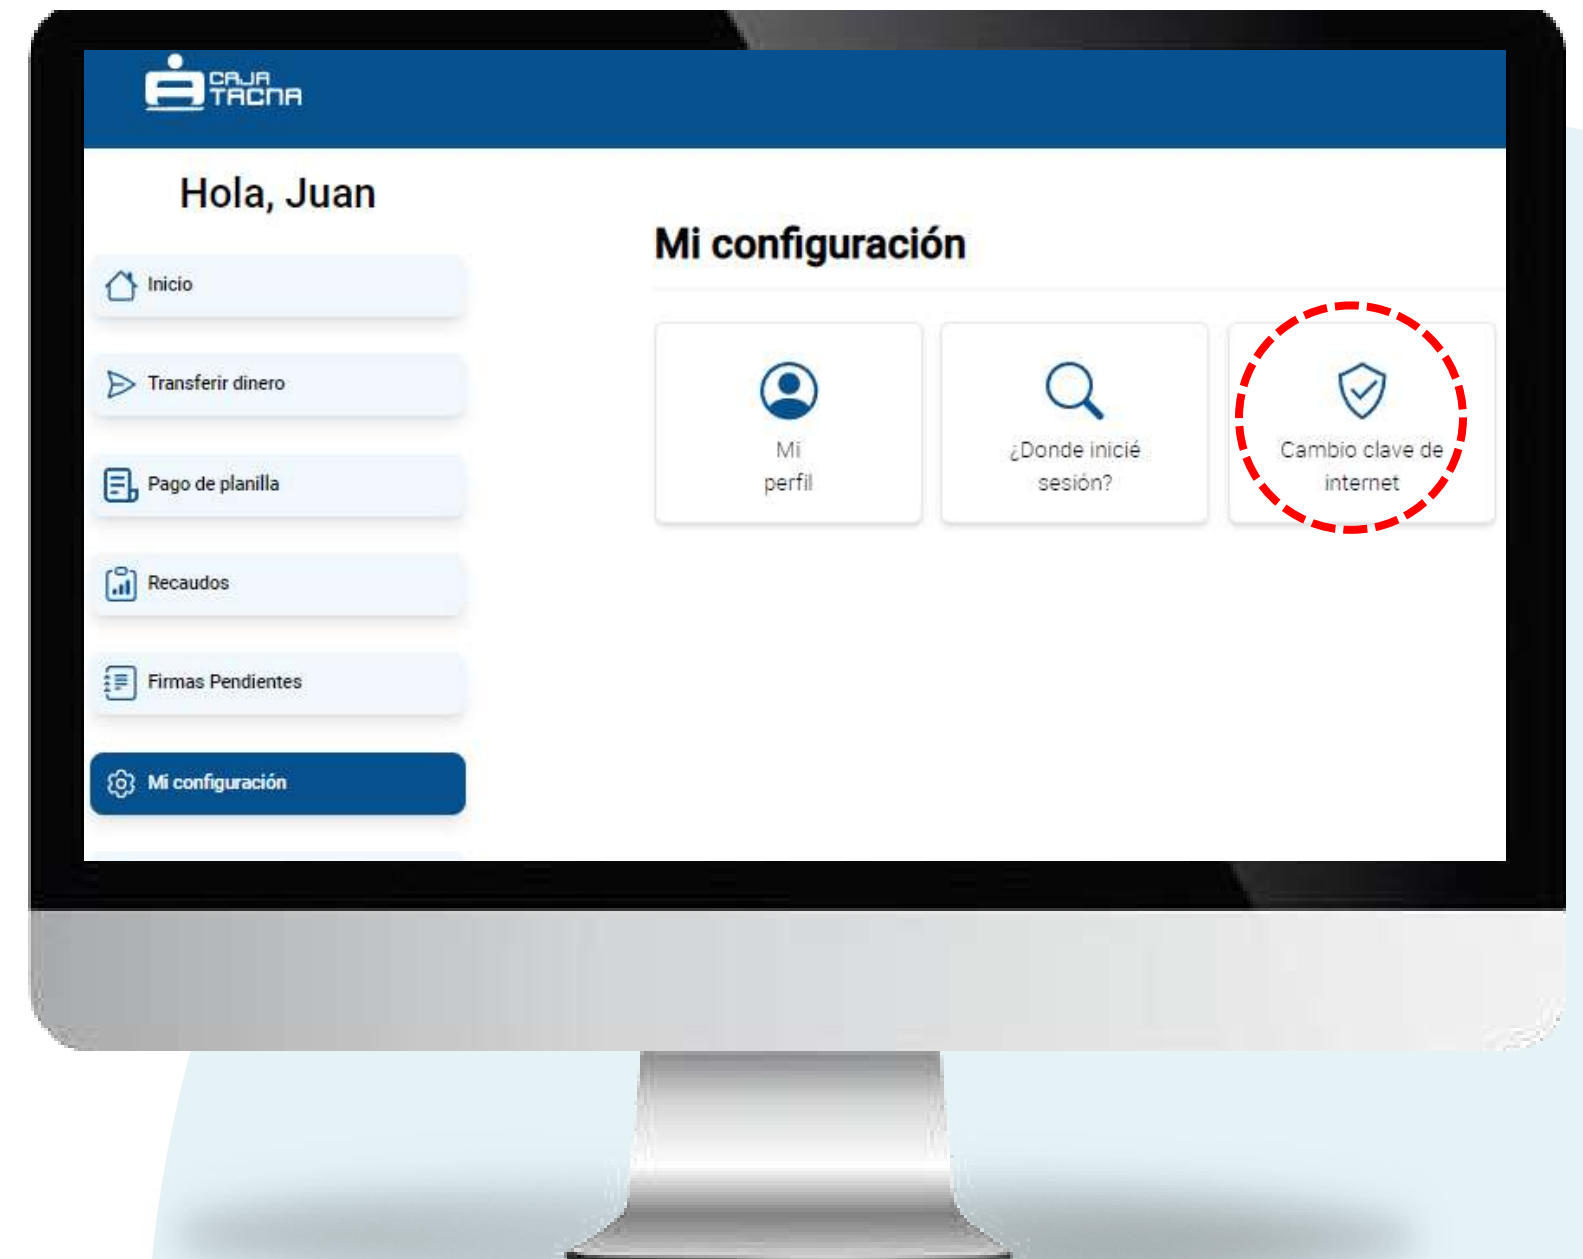 CAJA
TACNA
Hola, Juan
Inicio
Transferir dinero
Pago de planilla
Recaudos
Firmas Pendientes
Mi configuración
Mi configuración
Mi
perfil
¿Donde inicié
sesión?
Cambio clave de
internet